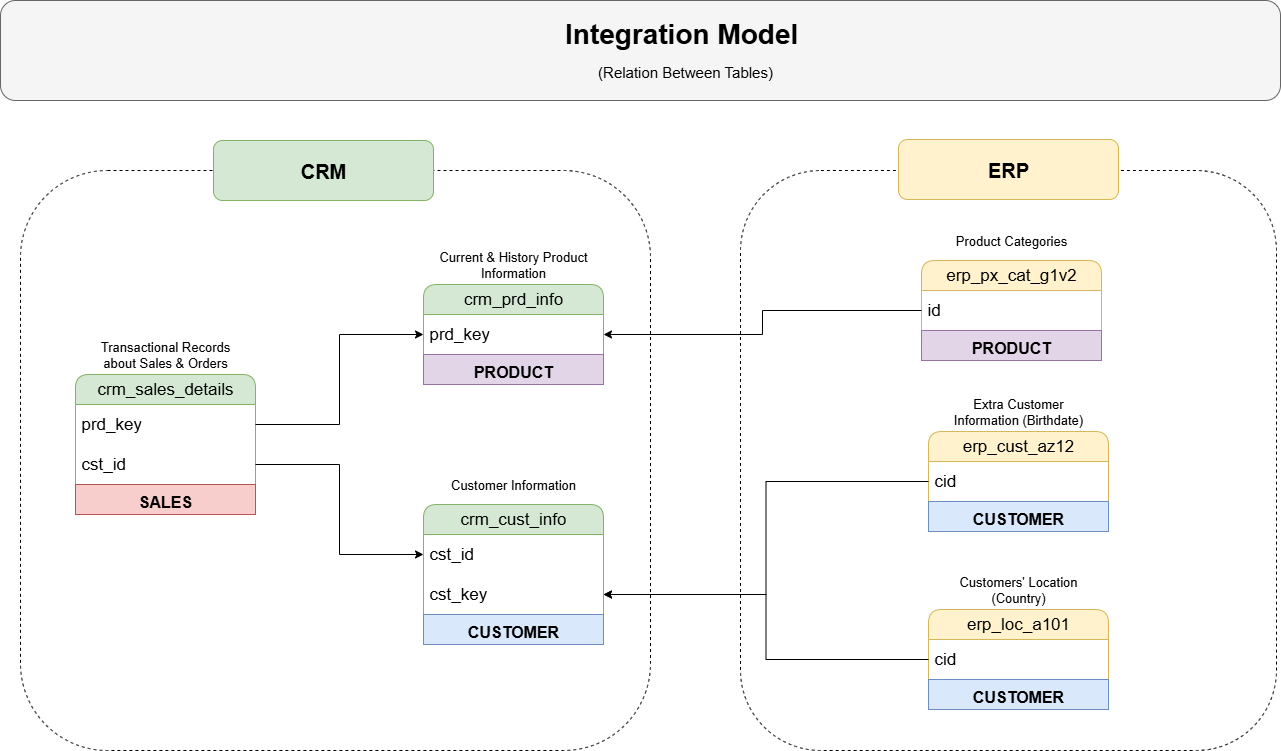 Integration Model
(Relation Between Tables)
CRM
Current & History Product
Information
crm_prd_info
prd_key
PRODUCT
Transactional Records
about Sales & Orders
crm_sales_details
prd_key
cst_id
SALES
Customer Information
crm_cust_info
cst_id
cst_key
CUSTOMER
ERP
Product Categories
erp_px_cat_g1v2
id
PRODUCT
Extra Customer
Information (Birthdate)
erp_cust_az12
cid
CUSTOMER
Customers' Location
(Country)
erp_loc_a101
cid
CUSTOMER